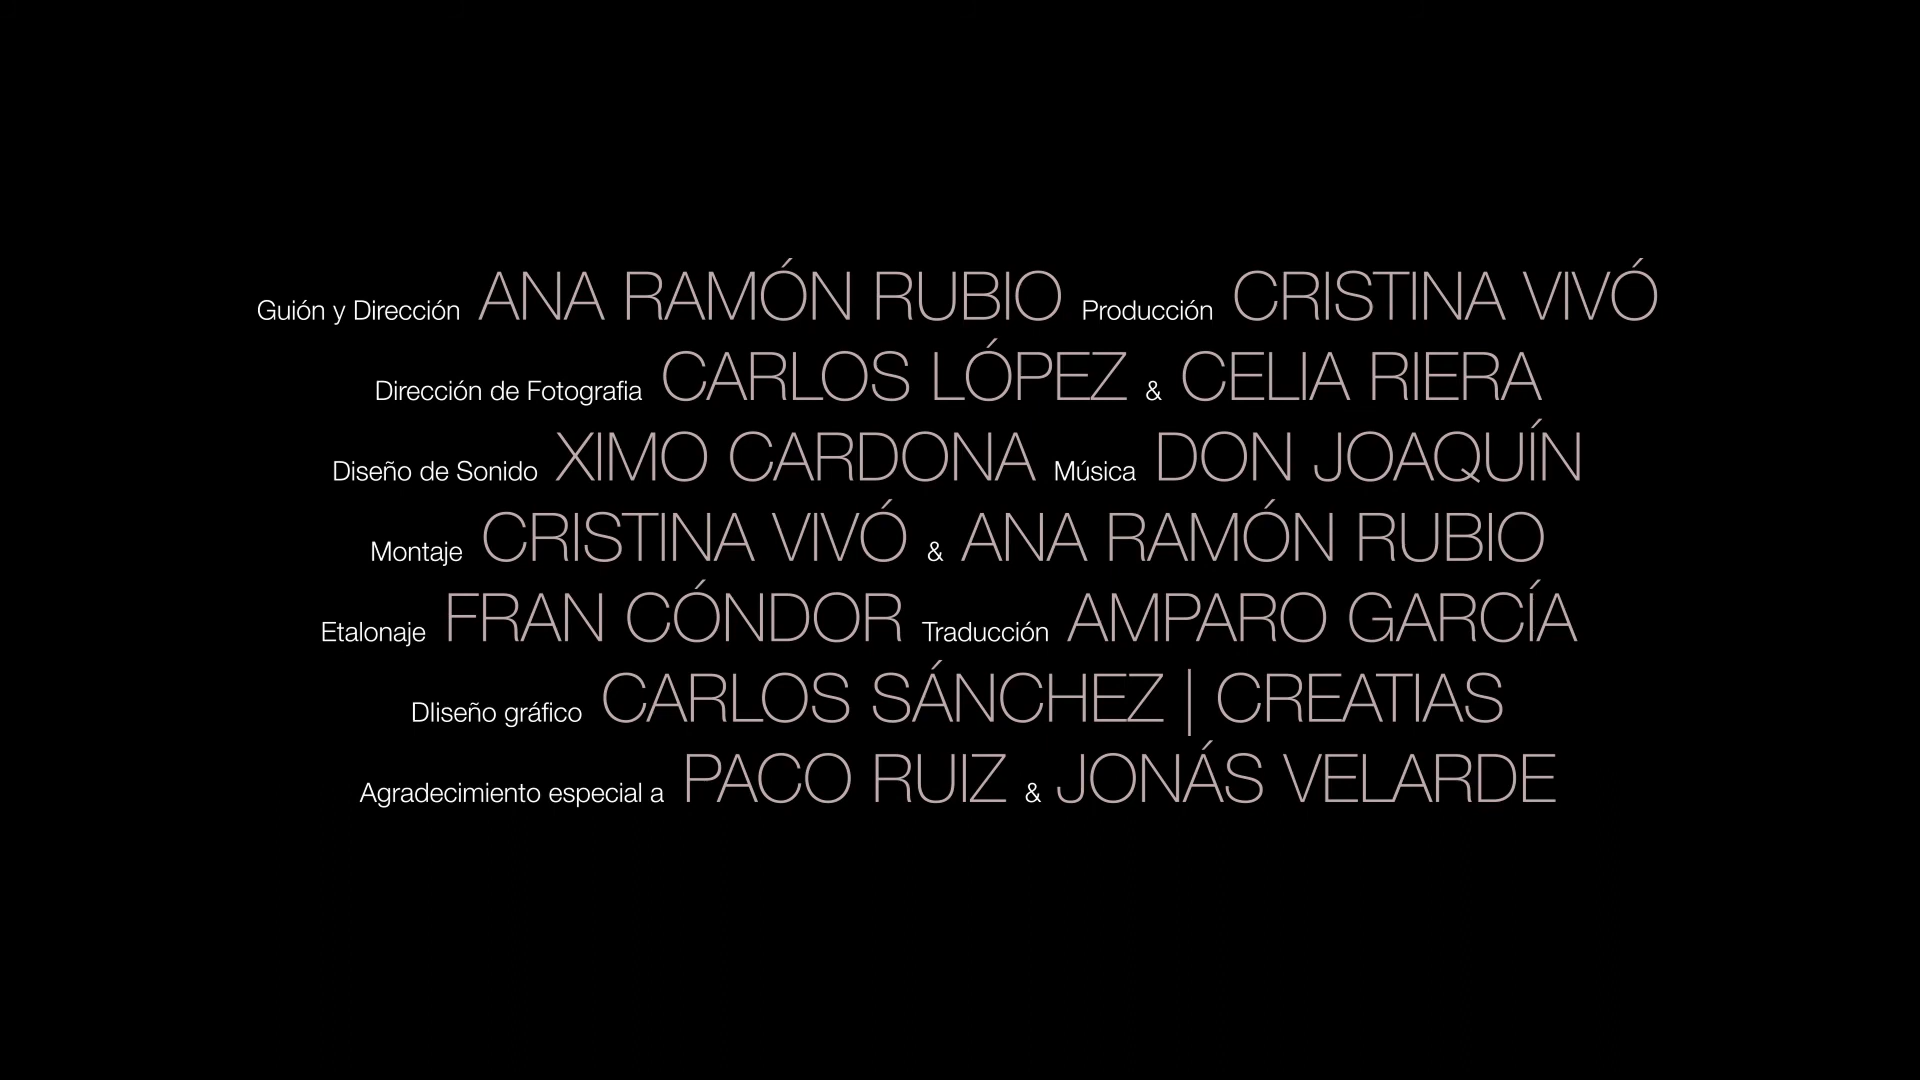 Guión y Dirección ANA RAMÓN RUBIO Producción CRISTINA VIVÓ
Dirección de Fotografia CARLOS LÓPEZ & CELIA RIERA
Diseño de Sonido XIMO CARDONA Música DON JOAQUÍN
Montaje CRISTINA VIVÓ & ANA RAMÓN RUBIO
Etalonaje FRAN CÓNDOR Traducción AMPARO GARCÍA
DIiseño gráfico CARLOS SÁNCHEZ | CREATIAS
Agradecimiento especial a PACO RUIZ & JONÁS VELARDE